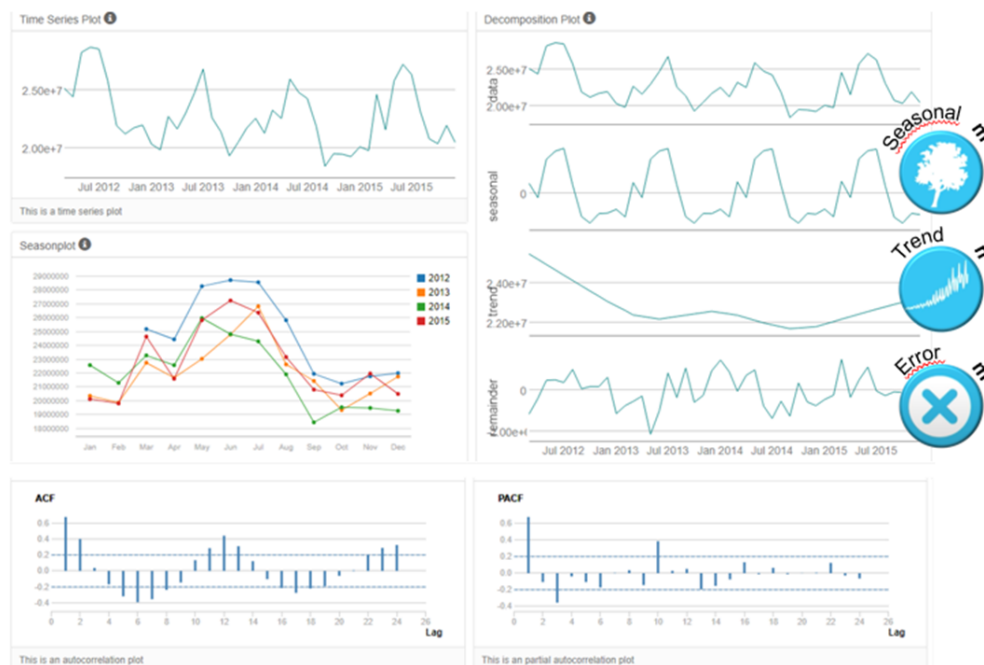 Time Series Plot
2.50e+7
2.00e+7
Jul 2012 Jan 2013 Jul 2013 Jan 2014 Jul 2014 Jan 2015 Jul 2015
This is a time series plot
Decomposition Plot
2.50e+7
data
2.00e+7
Seasonal
0
seasonal
Trend
2.40e+7
trend
2.20e+7
Error
0
remainder
Jul 2012 Jan 2013 Jul 2013 Jan 2014 Jul 2014 Jan 2015 Jul 2015
Seasonplot
29000000
28000000
27000000
26000000
25000000
24000000
23000000
22000000
21000000
20000000
19000000
18000000
2012
2013
2014
2015
Jan Feb Mar Apr May Jun Jul Aug Sep Oct Nov Dec
ACF
0.6
0.4
0.2
0.0
-0.2
-0.4
0 2 4 6 8 10 12 14 16 18 20 22 24 26
Lag
This is an autocorrelation plot
PACF
0.6
0.4
0.2
0.0
-0.2
-0.4
0 2 4 6 8 10 12 14 16 18 20 22 24 26
Lag
This is an partial autocorrelation plot